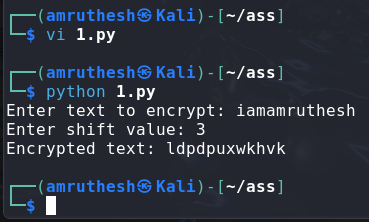 ┌──(amruthesh㉿Kali)-[~/ass]
└─$ vi 1.py
┌──(amruthesh㉿Kali)-[~/ass]
└─$ python 1.py
Enter text to encrypt: iamamruthesh
Enter shift value: 3
Encrypted text: ldpdpuxwkhvk
┌──(amruthesh㉿Kali)-[~/ass]
└─$